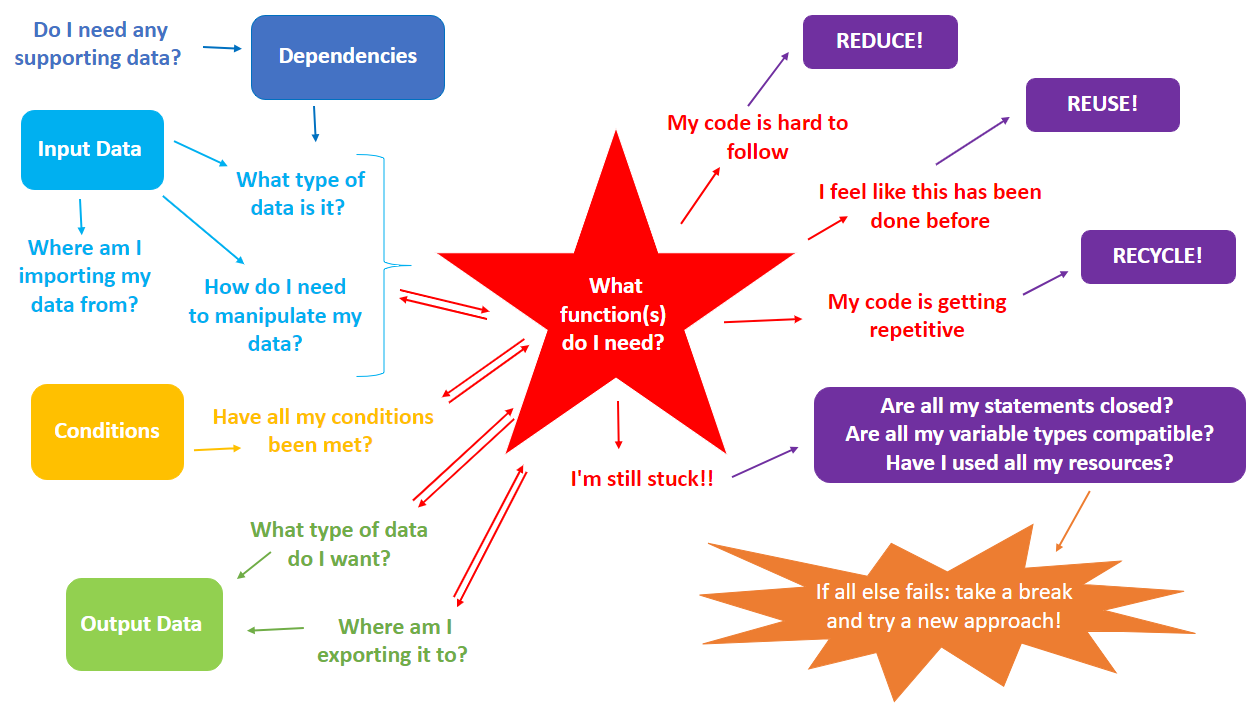 Do I need any
supporting data?
Dependencies
Input Data
What type of
data is it?
Where am I
importing my
data from?
How do I need
to manipulate my
data?
Conditions
Have all my conditions
been met?
What type of data
do I want?
Output Data
Where am I
exporting it to?
What
function(s)
do I need?
REDUCE!
My code is hard to
follow
REUSE!
I feel like this has been
done before
RECYCLE!
My code is getting
repetitive
I'm still stuck!!
Are all my statements closed?
Are all my variable types compatible?
Have I used all my resources?
If all else fails: take a break
and try a new approach!